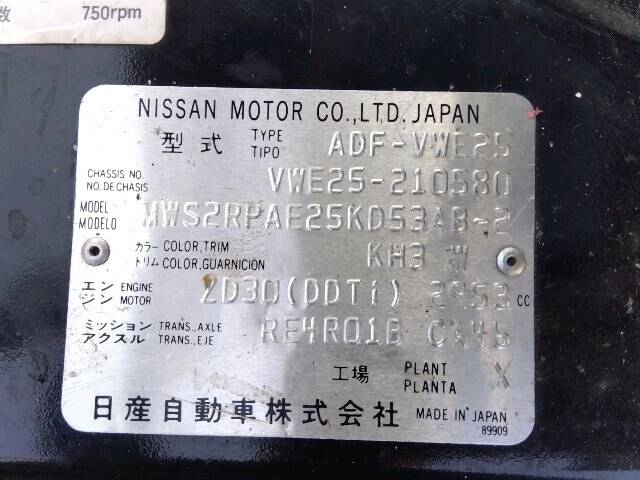 数 750rpm
NISSAN MOTOR CO.,LTD. JAPAN
型式 TYPE TIPO ADF-VWE25
CHASSIS NO. NO. DE CHASIS VWE25-210580
MODEL MODELO MWS2RPAE25KD53AB-2
カラー COLOR, TRIM
トリム COLOR, GUARNICION KH3 W
エンジン ENGINE MOTOR ZD30(DDTi) 2953 CC
ミッション TRANS., AXLE
アクスル TRANS., EJE RE4R01B CA45
工場 PLANT PLANTA X
日産自動車株式会社 MADE IN JAPAN
89909